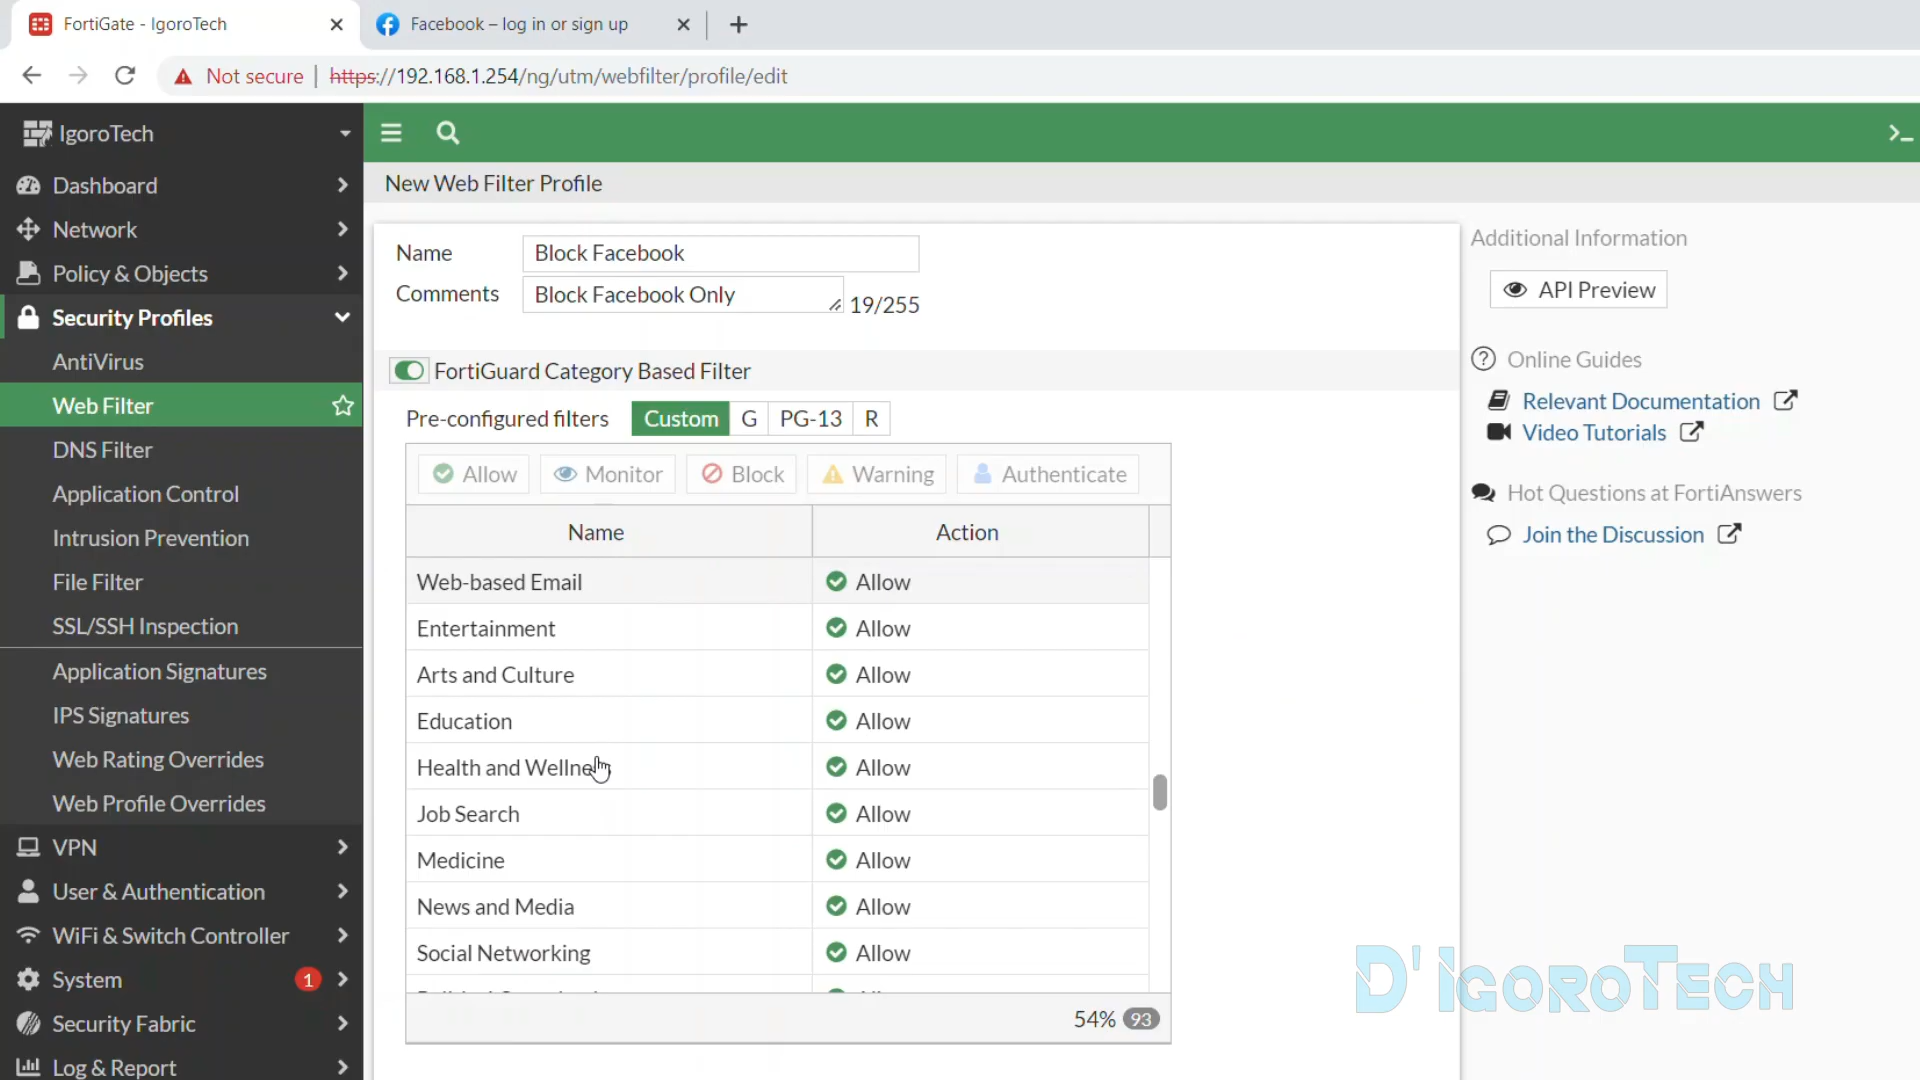 FortiGate - IgoroTech
Facebook – log in or sign up
Not secure | https://192.168.1.254/ng/utm/webfilter/profile/edit
IgoroTech
Dashboard
Network
Policy & Objects
Security Profiles
AntiVirus
Web Filter
DNS Filter
Application Control
Intrusion Prevention
File Filter
SSL/SSH Inspection
Application Signatures
IPS Signatures
Web Rating Overrides
Web Profile Overrides
VPN
User & Authentication
WiFi & Switch Controller
System 1
Security Fabric
Log & Report
New Web Filter Profile
Name Block Facebook
Comments Block Facebook Only 19/255
FortiGuard Category Based Filter
Pre-configured filters Custom G PG-13 R
Allow Monitor Block Warning Authenticate
Name Action
Web-based Email Allow
Entertainment Allow
Arts and Culture Allow
Education Allow
Health and Wellne
Allow
Job Search Allow
Medicine Allow
News and Media Allow
Social Networking Allow
54% 93
Additional Information
API Preview
Online Guides
Relevant Documentation
Video Tutorials
Hot Questions at FortiAnswers
Join the Discussion
D'IGOROTECH